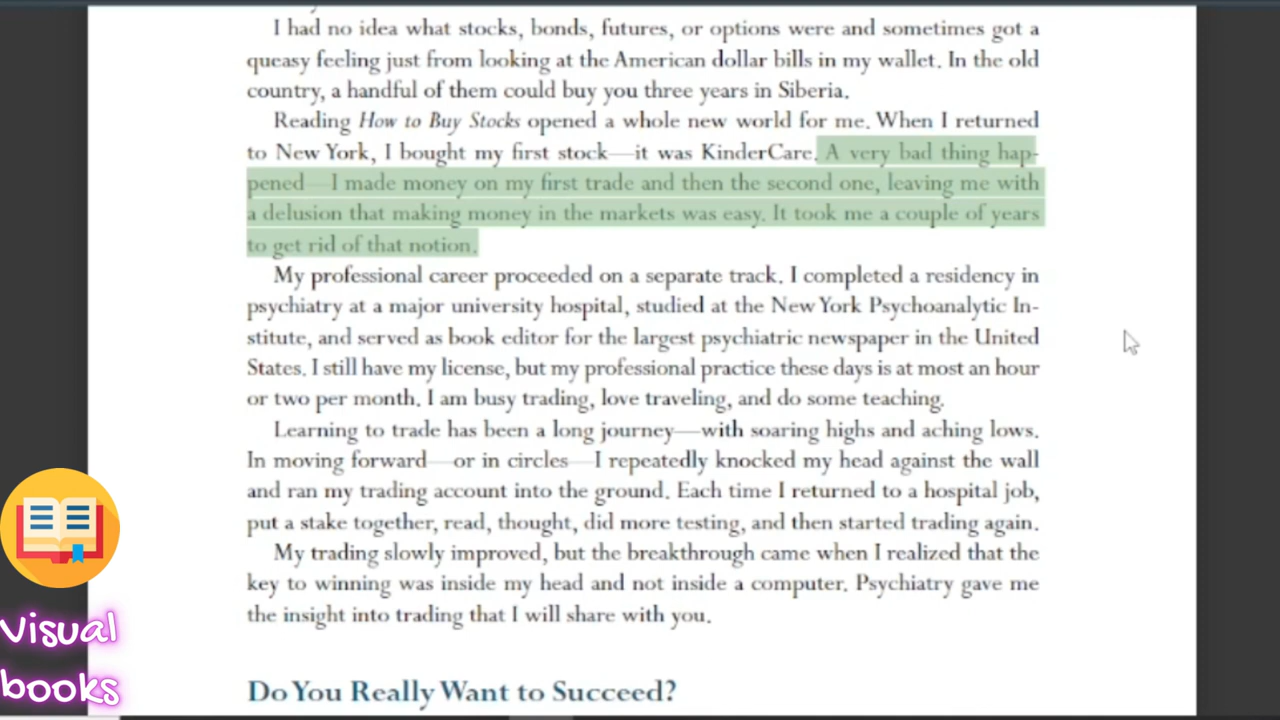 I had no idea what stocks, bonds, futures, or options were and sometimes got a
queasy feeling just from looking at the American dollar bills in my wallet. In the old
country, a handful of them could buy you three years in Siberia.
Reading How to Buy Stocks opened a whole new world for me. When I returned
to New York, I bought my first stock—it was KinderCare. A very bad thing hap-
pened—I made money on my first trade and then the second one, leaving me with
a delusion that making money in the markets was easy. It took me a couple of years
to get rid of that notion.
My professional career proceeded on a separate track. I completed a residency in
psychiatry at a major university hospital, studied at the New York Psychoanalytic In-
stitute, and served as book editor for the largest psychiatric newspaper in the United
States. I still have my license, but my professional practice these days is at most an hour
or two per month. I am busy trading, love traveling, and do some teaching.
Learning to trade has been a long journey—with soaring highs and aching lows.
In moving forward—or in circles—I repeatedly knocked my head against the wall
and ran my trading account into the ground. Each time I returned to a hospital job,
put a stake together, read, thought, did more testing, and then started trading again.
My trading slowly improved, but the breakthrough came when I realized that the
key to winning was inside my head and not inside a computer. Psychiatry gave me
the insight into trading that I will share with you.
Do You Really Want to Succeed?
Visual
books